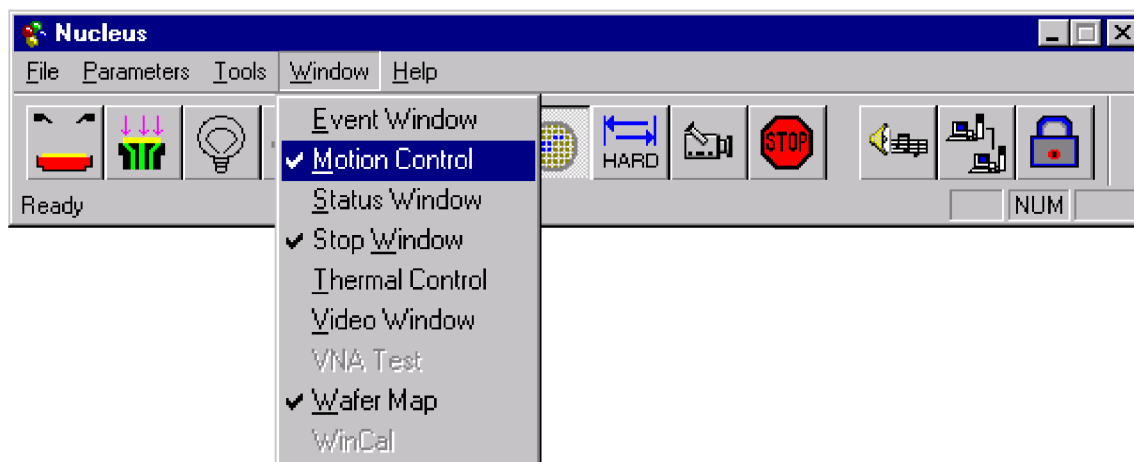 Nucleus
File Parameters Tools Window Help
HARD STOP
Event Window
Motion Control
Status Window
Stop Window
Thermal Control
Video Window
VNA Test
Wafer Map
WinCal
Ready NUM